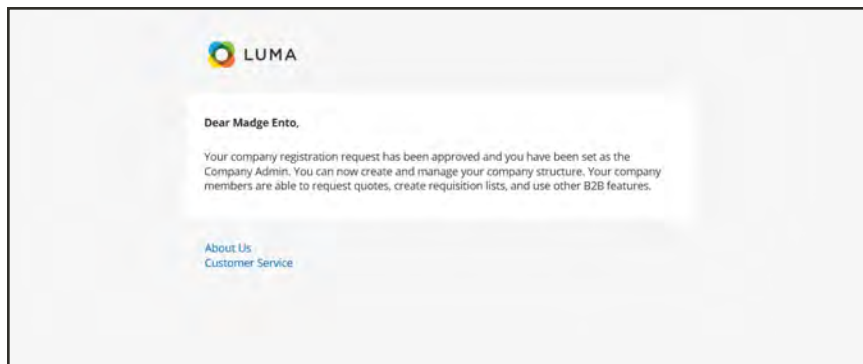 LUMA
Dear Madge Ento,
Your company registration request has been approved and you have been set as the
Company Admin. You can now create and manage your company structure. Your company
members are able to request quotes, create requisition lists, and use other B2B features.
About Us
Customer Service